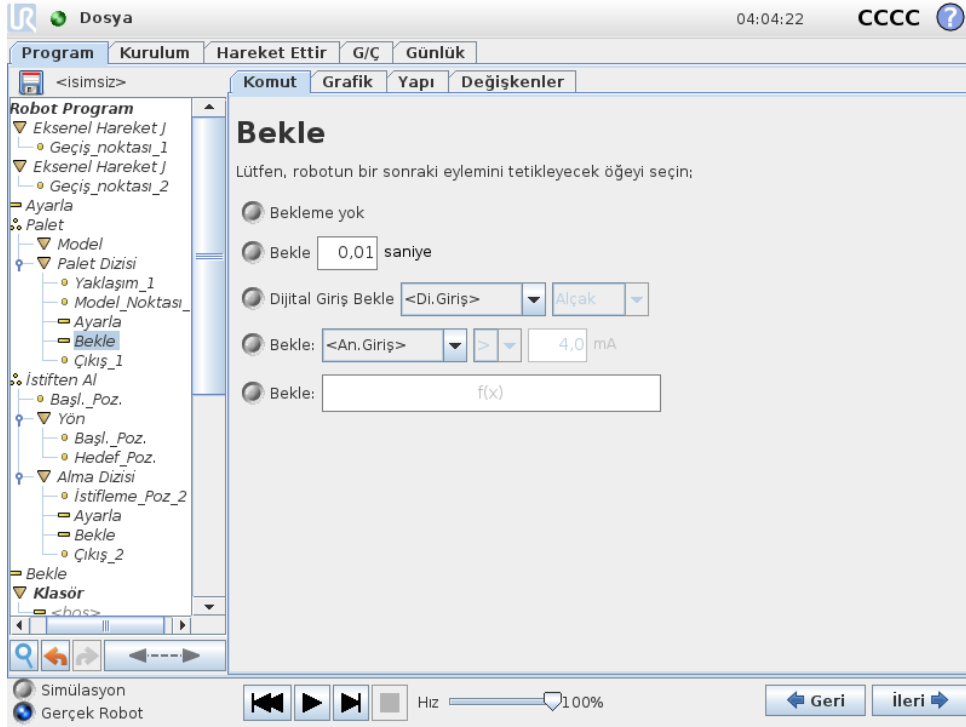 Dosya
04:04:22
CCCC
?
Program
Kurulum
Hareket Ettir
G/Ç
Günlük
<isimsiz>
Komut
Grafik
Yapı
Değişkenler
Robot Program
Eksenel Hareket J
Geçiş_noktası_1
Eksenel Hareket J
Geçiş_noktası_2
Ayarla
Palet
Model
Palet Dizisi
Yaklaşım_1
Model_Noktası_
Ayarla
Bekle
Çıkış_1
İstiften Al
Başl._Poz.
Yön
Başl._Poz.
Hedef_Poz.
Alma Dizisi
İstifleme_Poz_2
Ayarla
Bekle
Çıkış_2
Bekle
Klasör
<boş>
Bekle
Lütfen, robotun bir sonraki eylemini tetikleyecek öğeyi seçin;
Bekleme yok
Bekle 0,01 saniye
Dijital Giriş Bekle <Di.Giriş> Alçak
Bekle: <An.Giriş> > 4,0 mA
Bekle: f(x)
Simülasyon
Gerçek Robot
Hız 100%
Geri
İleri